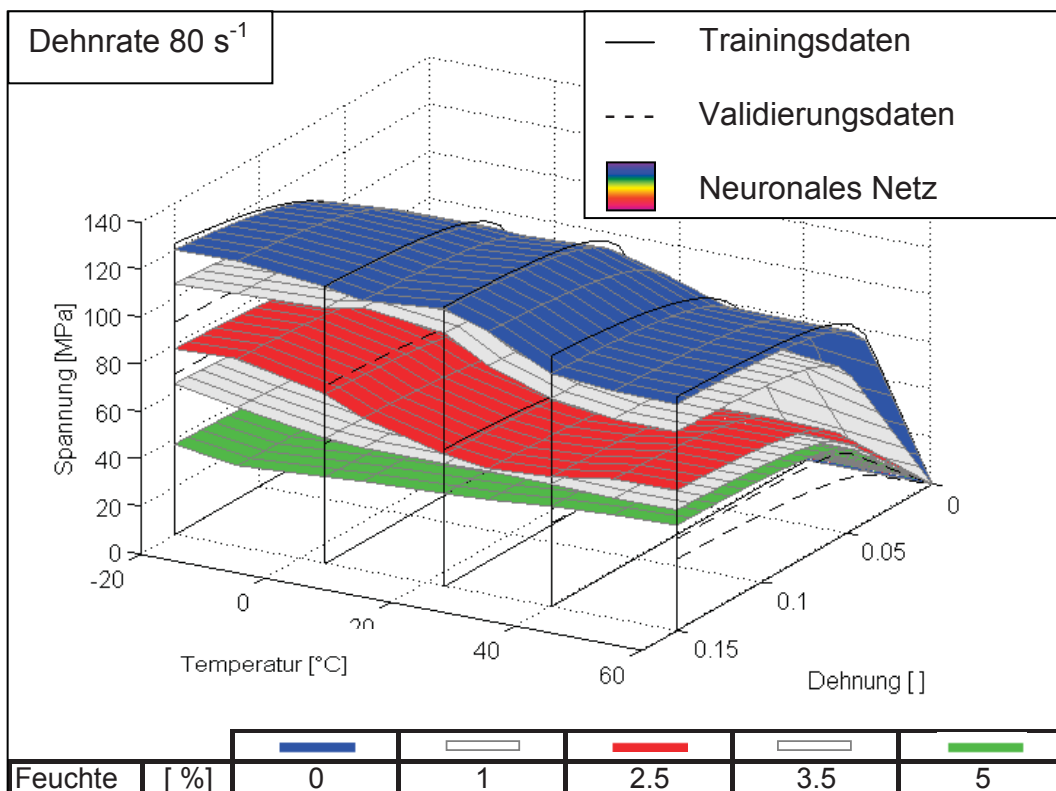 Dehnrate 80 s⁻¹
Trainingsdaten
Validierungsdaten
Neuronales Netz
Spannung [MPa]
140
120
100
80
60
40
20
0
-20
0
20
40
60
Temperatur [°C]
0
0.05
0.1
0.15
Dehnung [ ]
Feuchte [ %] 0 1 2.5 3.5 5